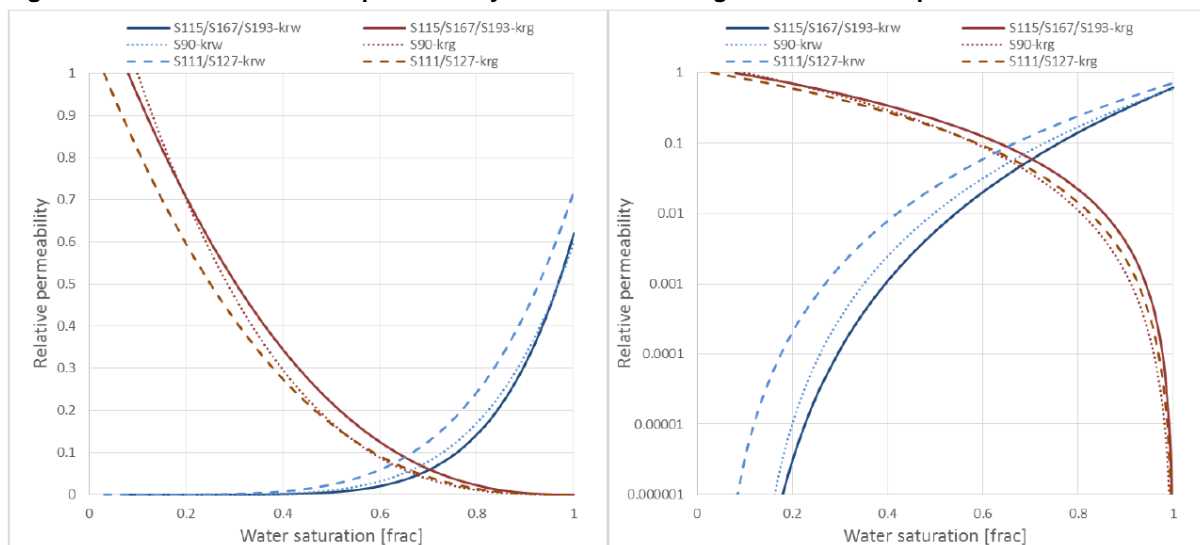 S115/S167/S193-krw
S115/S167/S193-krg
S90-krw
S90-krg
S111/S127-krw
S111/S127-krg
1
0.9
0.8
0.7
0.6
0.5
0.4
0.3
0.2
0.1
0
Relative permeability
0
0.2
0.4
0.6
0.8
1
Water saturation [frac]
S115/S167/S193-krw
S115/S167/S193-krg
S90-krw
S90-krg
S111/S127-krw
S111/S127-krg
1
0.1
0.01
0.001
0.0001
0.00001
0.000001
Relative permeability
0
0.2
0.4
0.6
0.8
1
Water saturation [frac]